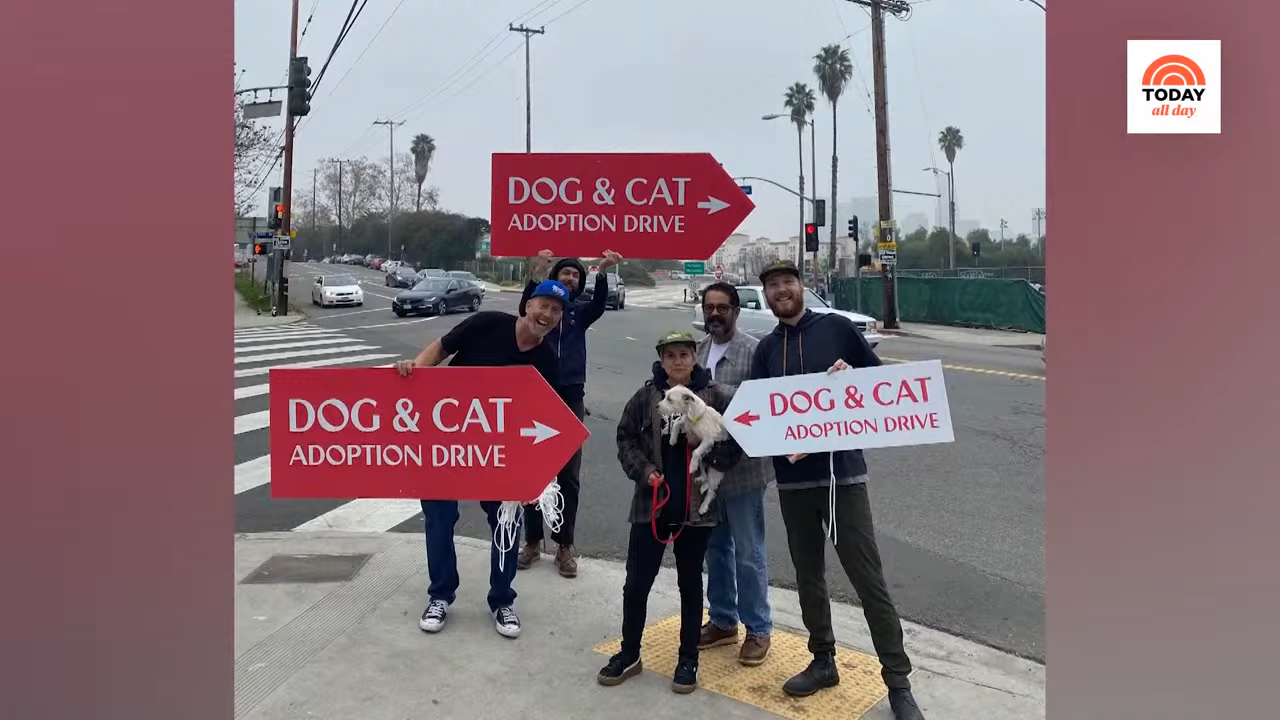 TODAY
all day
DOG & CAT
ADOPTION DRIVE
DOG & CAT
ADOPTION DRIVE
DOG & CAT
ADOPTION DRIVE